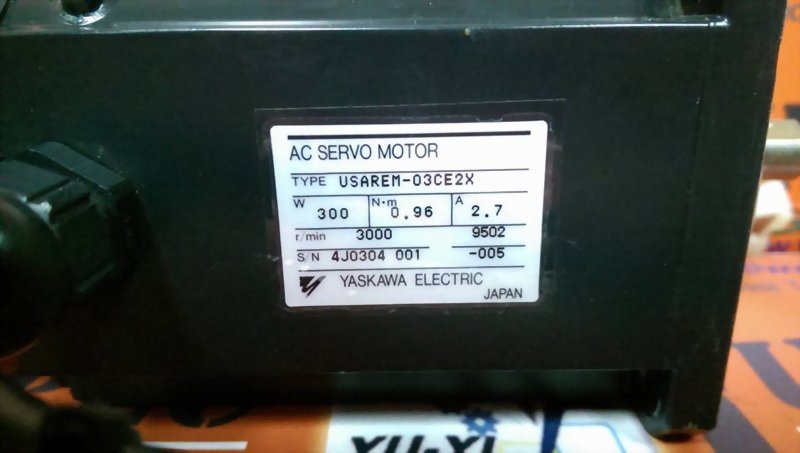 AC SERVO MOTOR
TYPE USAREM-03CE2X
W 300 N·m 0.96 A 2.7
r/min 3000 9502
S/N 4J0304 001 -005
YASKAWA ELECTRIC
JAPAN